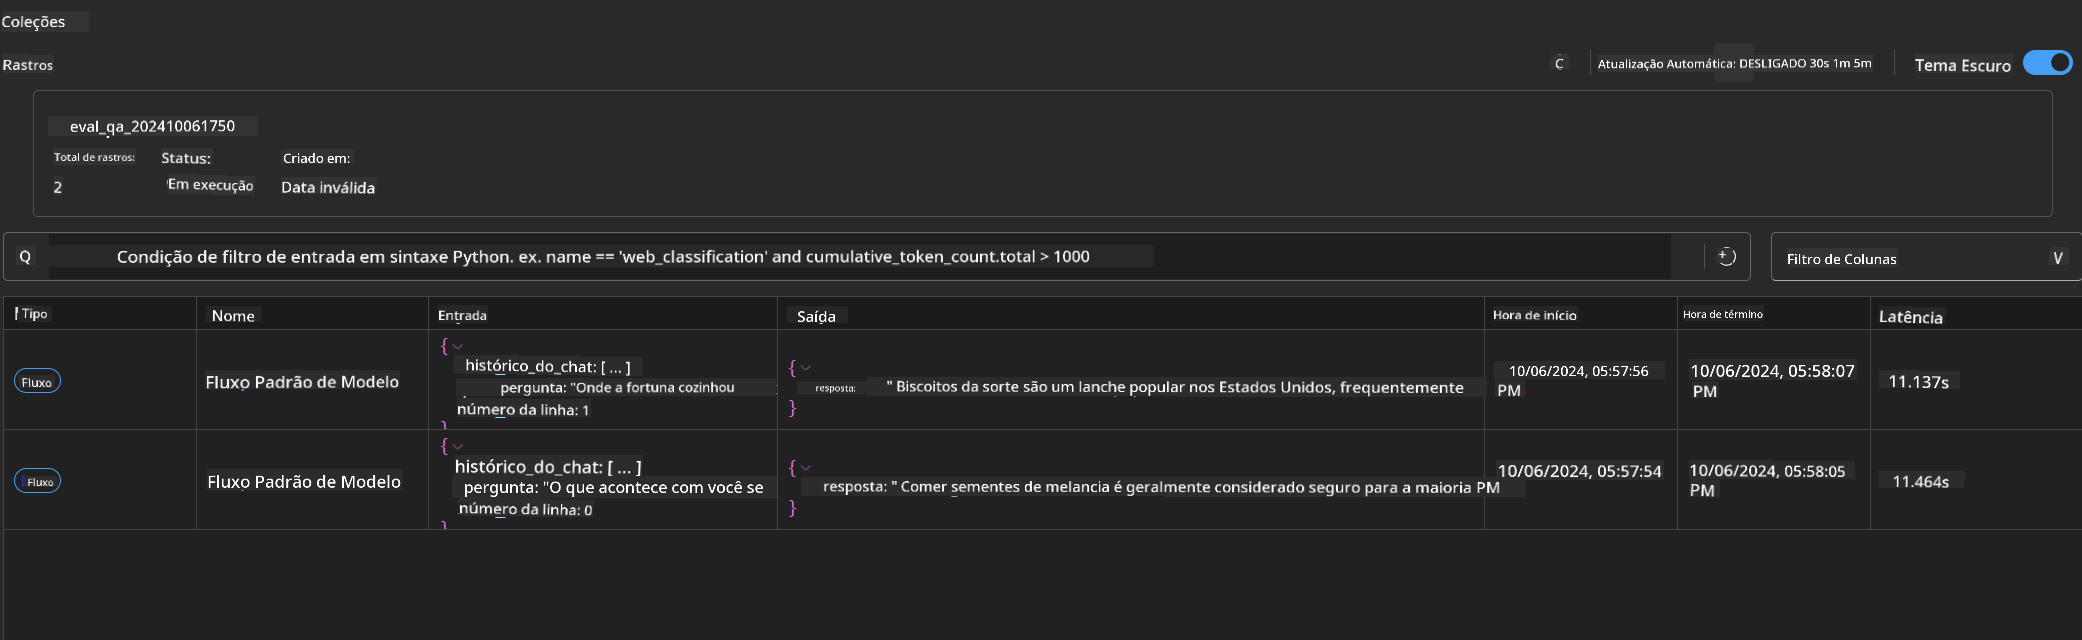 Coleções
Rastros
C
Atualização Automática: DESLIGADO 30s 1m 5m
Tema Escuro
eval_qa_202410061750
Total de rastros: Status: Criado em:
2 Em execução Data inválida
Q Condição de filtro de entrada em sintaxe Python. ex. name == 'web_classification' and cumulative_token_count.total > 1000
Filtro de Colunas V
Tipo Nome Entrada Saída Hora de início Hora de término Latência
Fluxo
Fluxo Padrão de Modelo
{
histórico_do_chat: [ ... ]
pergunta: "Onde a fortuna cozinhou
número da linha: 1
}
{
resposta: " Biscoitos da sorte são um lanche popular nos Estados Unidos, frequentemente
}
10/06/2024, 05:57:56
PM
10/06/2024, 05:58:07
PM
11.137s
Fluxo
Fluxo Padrão de Modelo
{
histórico_do_chat: [ ... ]
pergunta: "O que acontece com você se
número da linha: 0
}
{
resposta: " Comer sementes de melancia é geralmente considerado seguro para a maioria PM
}
10/06/2024, 05:57:54
10/06/2024, 05:58:05
PM
11.464s